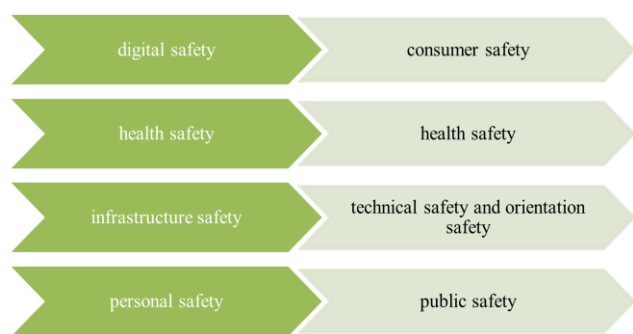 digital safety
consumer safety
health safety
health safety
infrastructure safety
technical safety and orientation
safety
personal safety
public safety